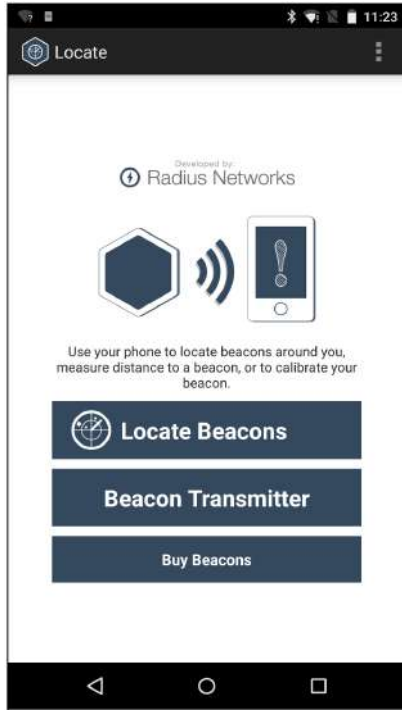 11:23
Locate
Developed by:
Radius Networks
Use your phone to locate beacons around you,
measure distance to a beacon, or to calibrate your
beacon.
Locate Beacons
Beacon Transmitter
Buy Beacons